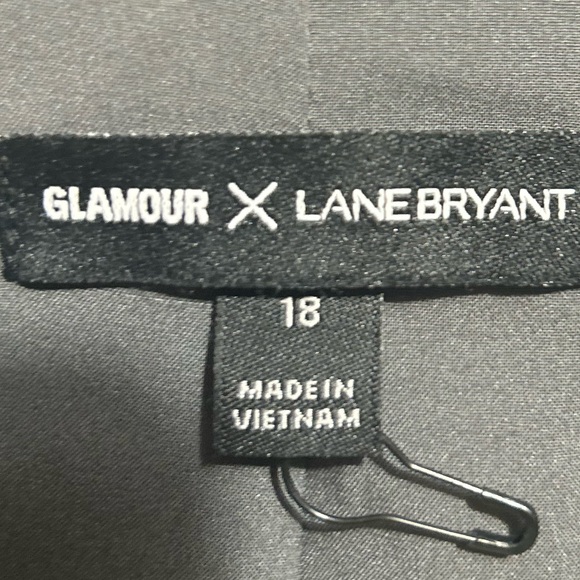 GLAMOUR X LANE BRYANT
18
MADE IN
VIETNAM